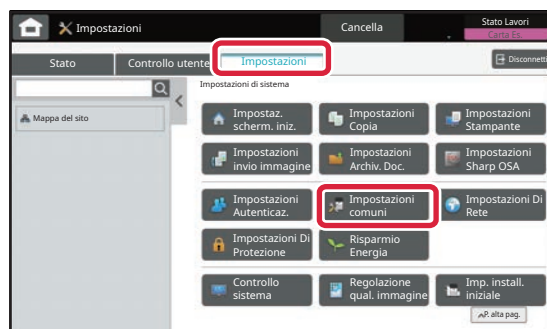 Impostazioni
Cancella
Stato Lavori
Carta Es.
Stato
Controllo utente
Impostazioni
Disconnetti
Impostazioni di sistema
Mappa del sito
Impostaz.
scherm. iniz.
Impostazioni
Copia
Impostazioni
Stampante
Impostazioni
invio immagine
Impostazioni
Archiv. Doc.
Impostazioni
Sharp OSA
Impostazioni
Autenticaz.
Impostazioni
comuni
Impostazioni Di
Rete
Impostazioni Di
Protezione
Risparmio
Energia
Controllo
sistema
Regolazione
qual. immagine
Imp. install.
iniziale
P. alta pag.